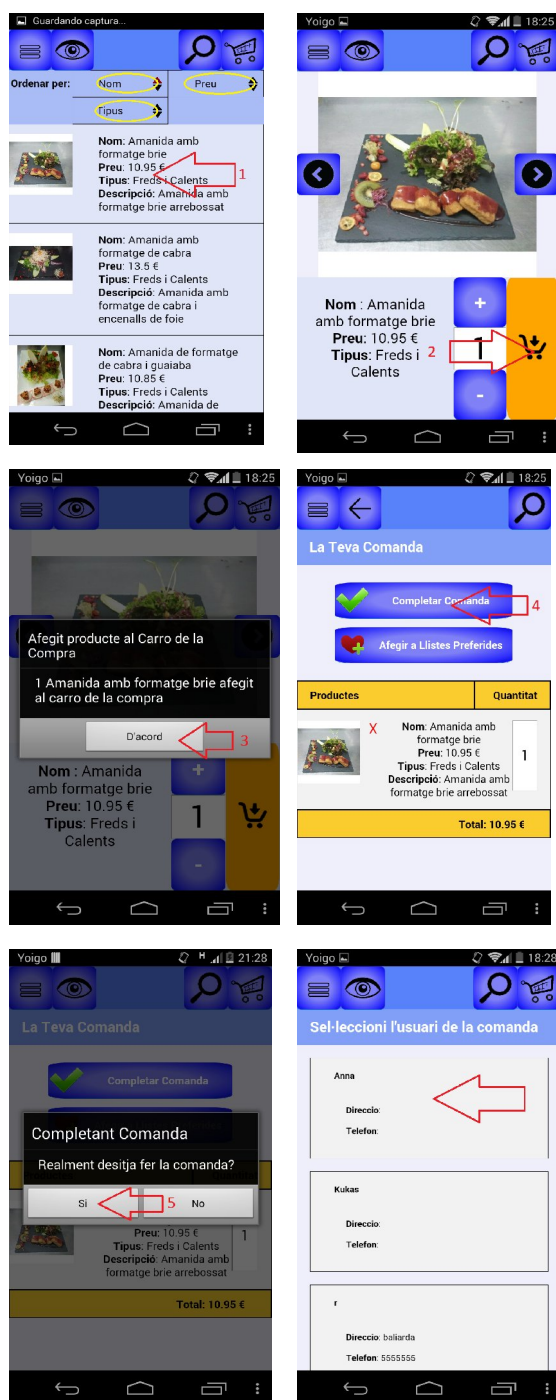 Guardando captura...
Ordenar per:
Nom
Preu
Tipus
Nom: Amanida amb
formatge brie
Preu: 10.95 €
Tipus: Freds i Calents
Descripció: Amanida amb
formatge brie arrebossat
1
Nom: Amanida amb
formatge de cabra
Preu: 13.5 €
Tipus: Freds i Calents
Descripció: Amanida amb
formatge de cabra i
encenalls de foie
Nom: Amanida de formatge
de cabra i guaiaba
Preu: 10.85 €
Tipus: Freds i Calents
Descripció: Amanida de
Yoigo
18:25
Nom : Amanida
amb formatge brie
Preu: 10.95 €
Tipus: Freds i
Calents
2
+
1
-
Yoigo
18:25
Afegit producte al Carro de la
Compra
1 Amanida amb formatge brie afegit
al carro de la compra
D'acord
3
Nom : Amanida
amb formatge brie
Preu: 10.95 €
Tipus: Freds i
Calents
+
1
-
Yoigo
18:25
La Teva Comanda
Completar Comanda
4
Afegir a Llistes Preferides
Productes
Quantitat
X
Nom: Amanida amb
formatge brie
Preu: 10.95 €
Tipus: Freds i Calents
Descripció: Amanida amb
formatge brie arrebossat
1
Total: 10.95 €
Yoigo
H
21:28
La Teva Comanda
Completar Comanda
Completant Comanda
Realment desitja fer la comanda?
Si
5
No
Preu: 10.95 €
Tipus: Freds i Calents
Descripció: Amanida amb
formatge brie arrebossat
1
Total: 10.95 €
Yoigo
18:28
Sel·leccioni l'usuari de la comanda
Anna
Direccio:
Telefon:
Kukas
Direccio:
Telefon:
r
Direccio: baliarda
Telefon: 5555555